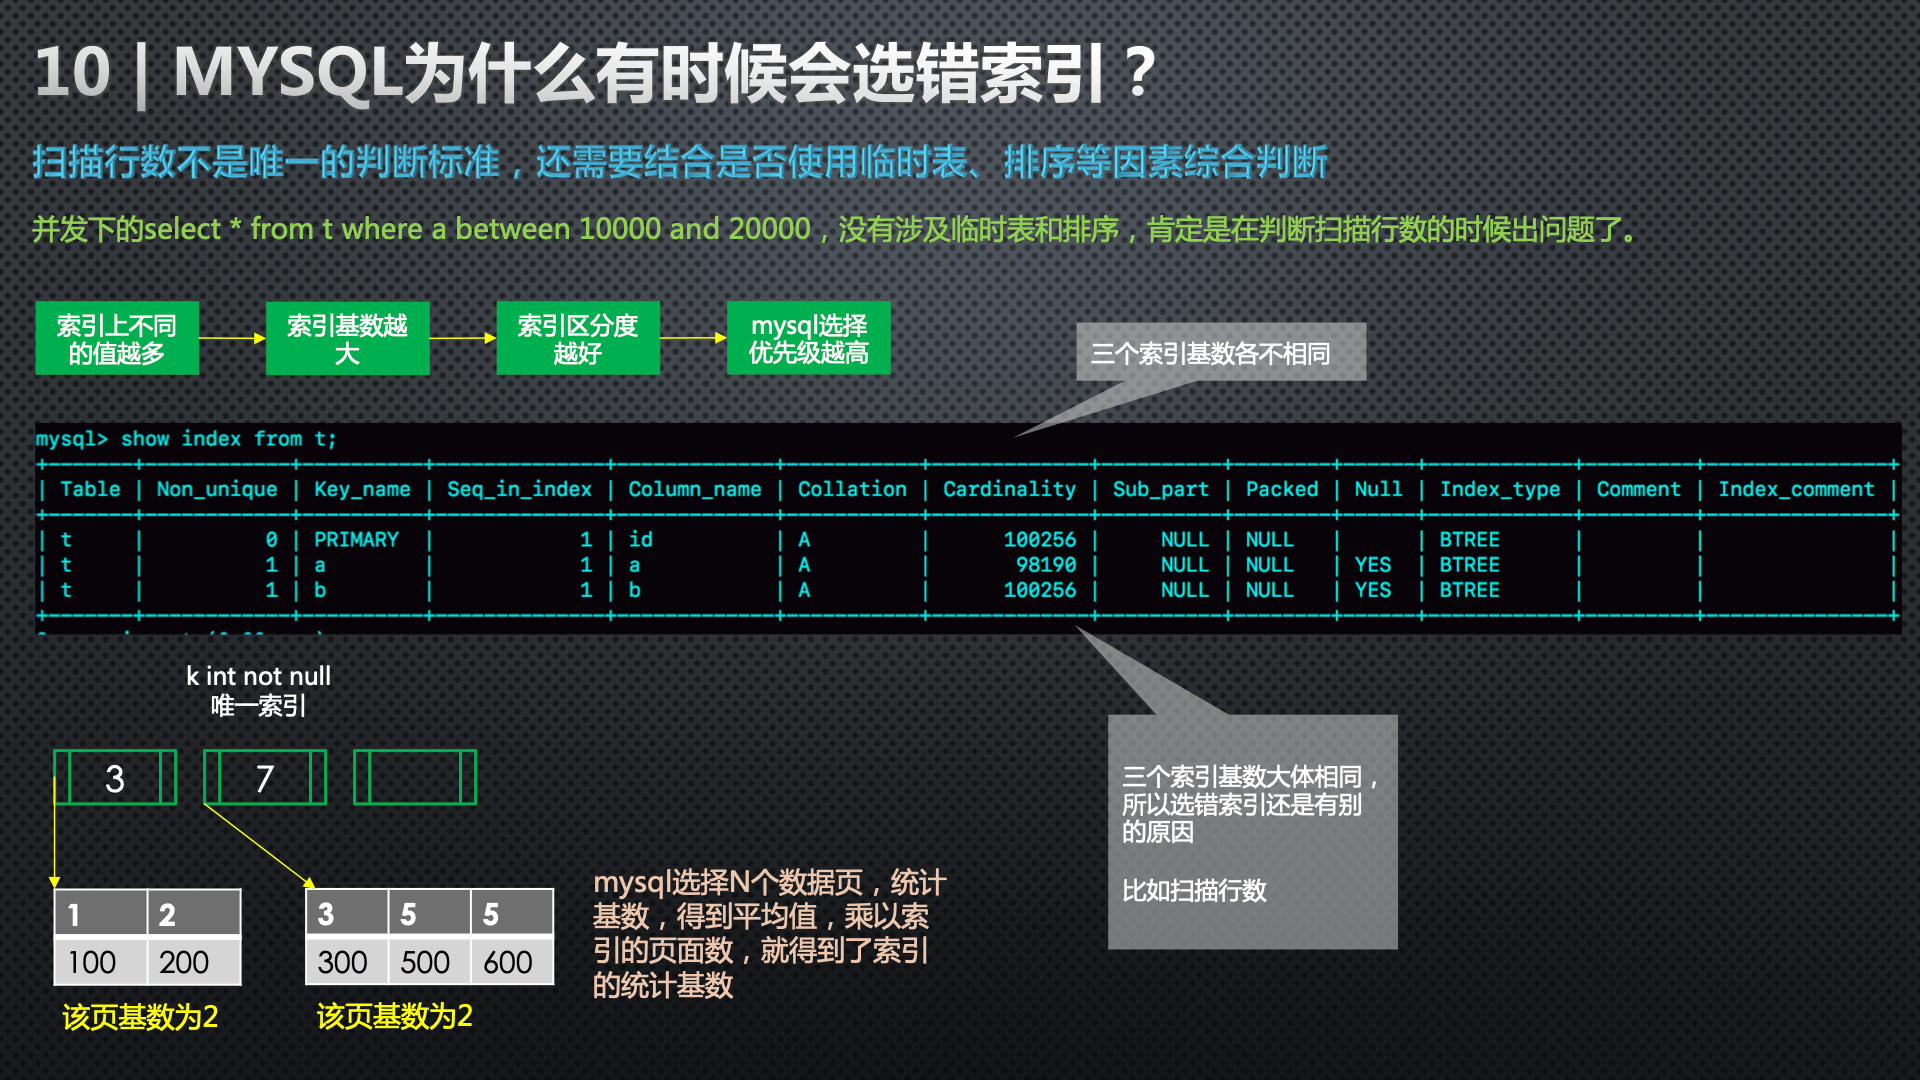 10 | MYSQL为什么有时候会选错索引？
扫描行数不是唯一的判断标准，还需要结合是否使用临时表、排序等因素综合判断
并发下的select * from t where a between 10000 and 20000，没有涉及临时表和排序，肯定是在判断扫描行数的时候出问题了。
索引上不同
的值越多
索引基数越
大
索引区分度
越好
mysql选择
优先级越高
三个索引基数各不相同
mysql> show index from t;
| Table | Non_unique | Key_name | Seq_in_index | Column_name | Collation | Cardinality | Sub_part | Packed | Null | Index_type | Comment | Index_comment |
| t | 0 | PRIMARY | 1 | id | A | 100256 | NULL | NULL | | BTREE | | |
| t | 1 | a | 1 | a | A | 98190 | NULL | NULL | YES | BTREE | | |
| t | 1 | b | 1 | b | A | 100256 | NULL | NULL | YES | BTREE | | |
k int not null
唯一索引
3 7
三个索引基数大体相同，
所以选错索引还是有别
的原因
比如扫描行数
1 2
100 200
该页基数为2
3 5 5
300 500 600
该页基数为2
mysql选择N个数据页，统计
基数，得到平均值，乘以索
引的页面数，就得到了索引
的统计基数